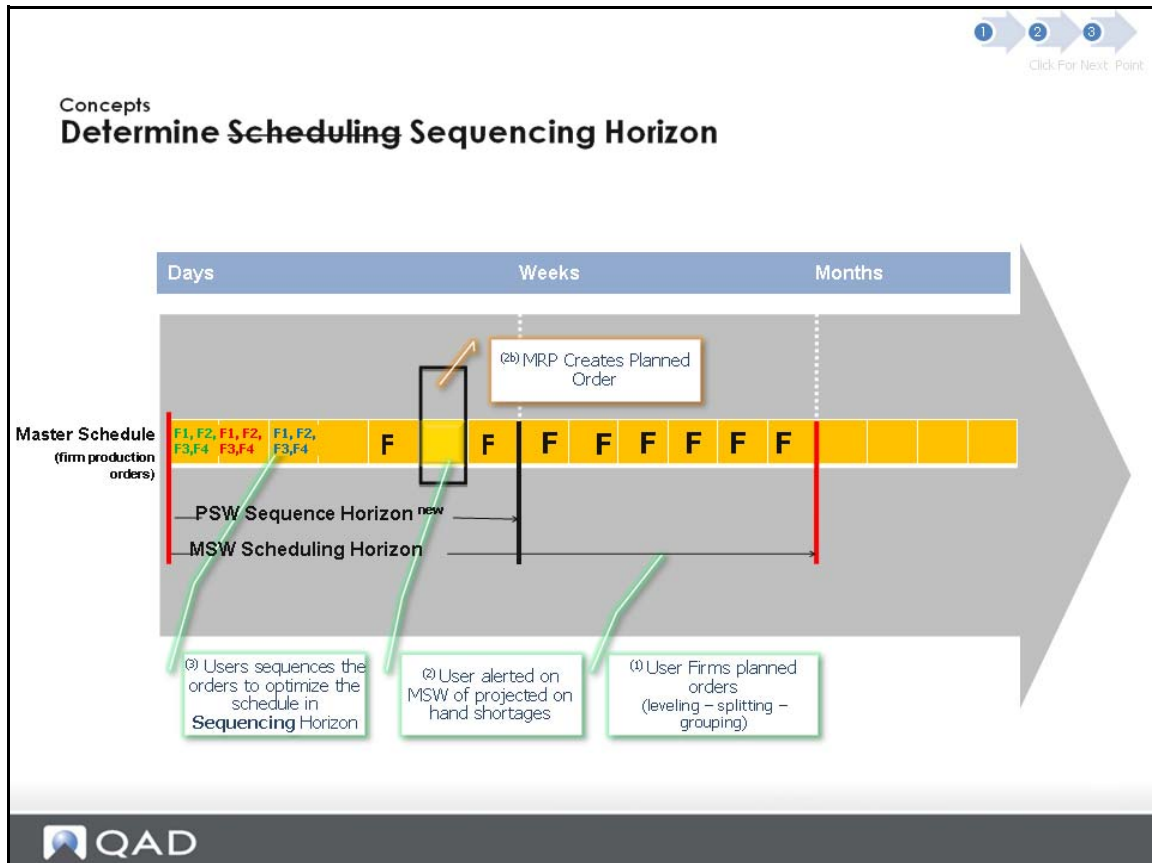 1 2 3
Click For Next Point
Concepts
Determine Scheduling Sequencing Horizon
Days Weeks Months
(2b) MRP Creates Planned
Order
Master Schedule
(firm production
orders)
F1, F2, F1, F2, F1, F2,
F3,F4 F3,F4 F3,F4
F F F F F F F F
PSW Sequence Horizon new
MSW Scheduling Horizon
(3) Users sequences the
orders to optimize the
schedule in
Sequencing Horizon
(2) User alerted on
MSW of projected on
hand shortages
(1) User Firms planned
orders
(leveling – splitting –
grouping)
QAD